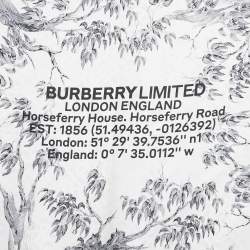 BURBERRY LIMITED
LONDON ENGLAND
Horseferry House. Horseferry Road
EST: 1856 (51.49436, -0126392)
London: 51° 29' 39.7536'' n1
England: 0° 7' 35.0112'' w